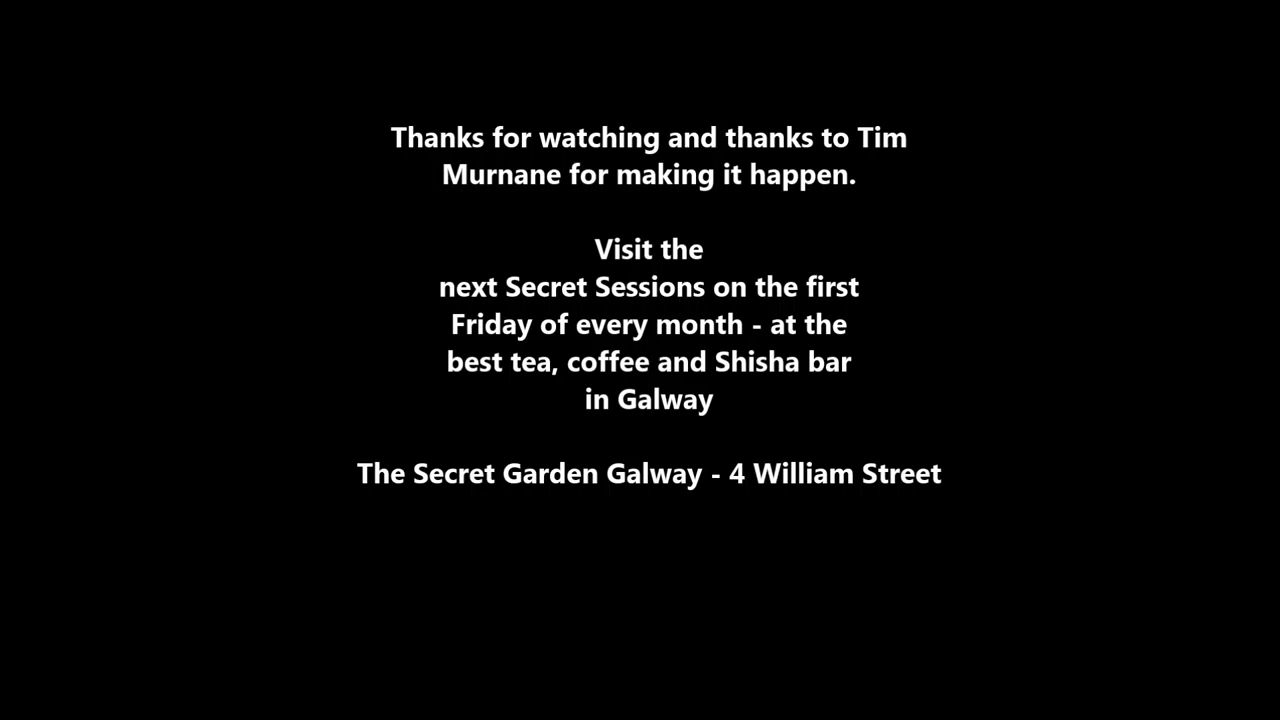 Thanks for watching and thanks to Tim
Murnane for making it happen.
Visit the
next Secret Sessions on the first
Friday of every month - at the
best tea, coffee and Shisha bar
in Galway
The Secret Garden Galway - 4 William Street